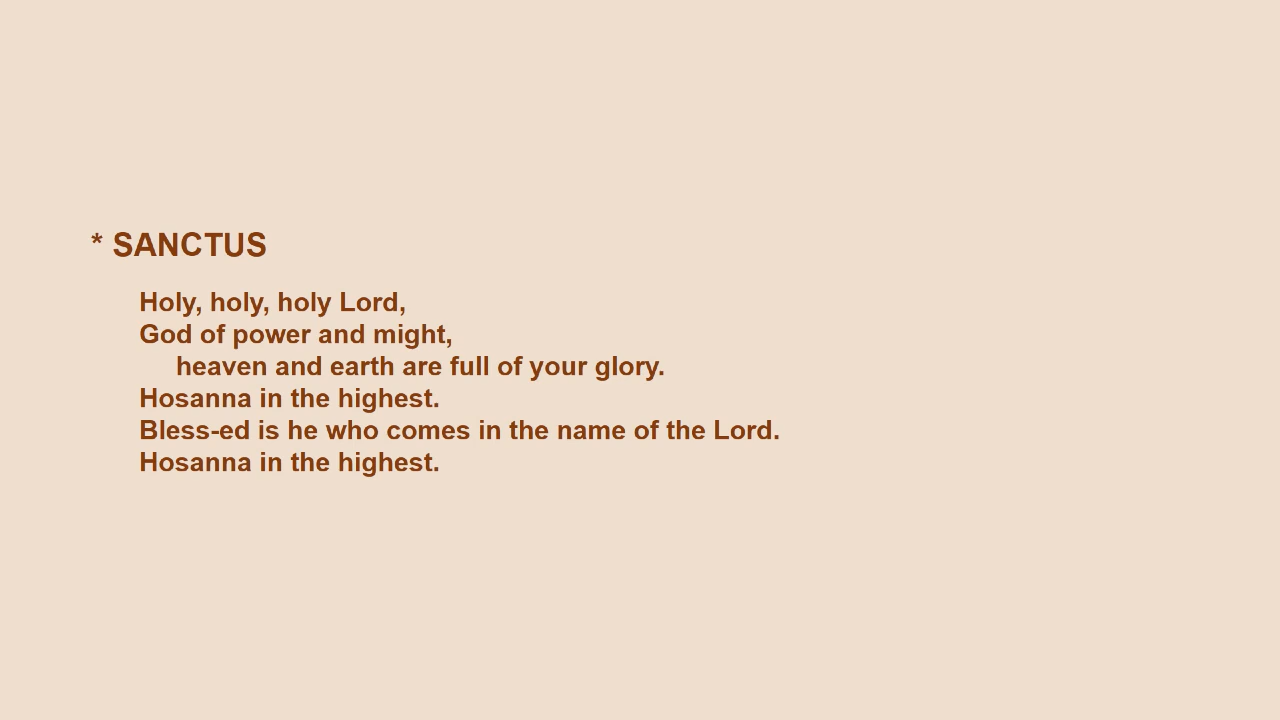 * SANCTUS
Holy, holy, holy Lord,
God of power and might,
heaven and earth are full of your glory.
Hosanna in the highest.
Bless-ed is he who comes in the name of the Lord.
Hosanna in the highest.